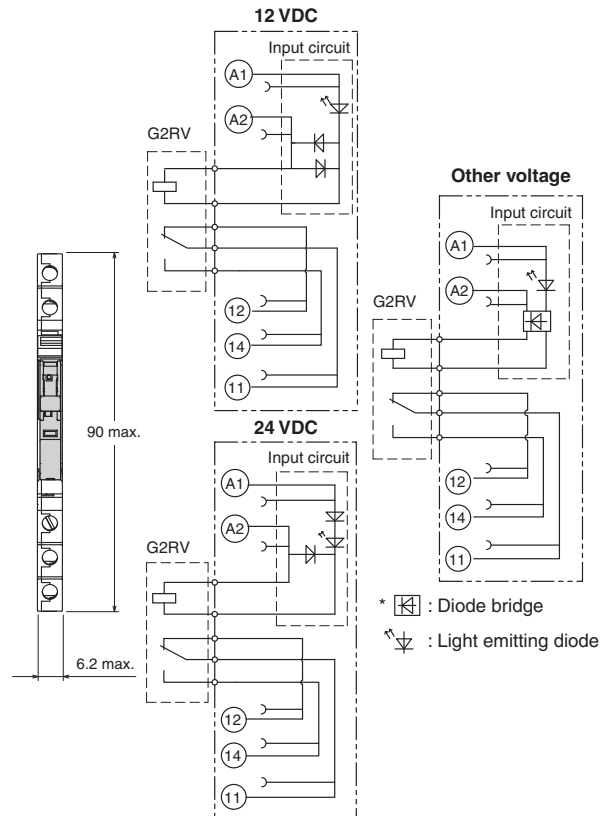 12 VDC
Input circuit
A1
A2
G2RV
12
14
11
Other voltage
Input circuit
A1
A2
G2RV
12
14
11
90 max.
6.2 max.
24 VDC
Input circuit
A1
A2
G2RV
12
14
11
* : Diode bridge
: Light emitting diode